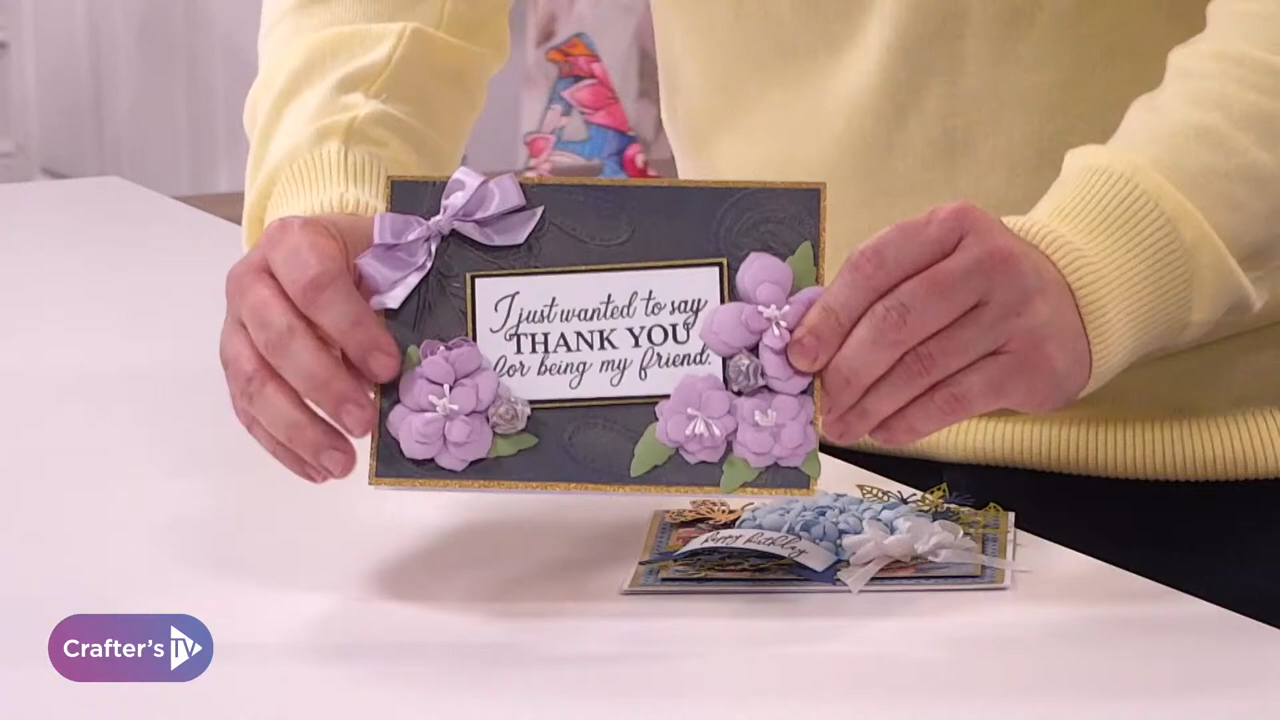 I just wanted to say
THANK YOU
for being my friend.
happy birthday
Crafter's TV